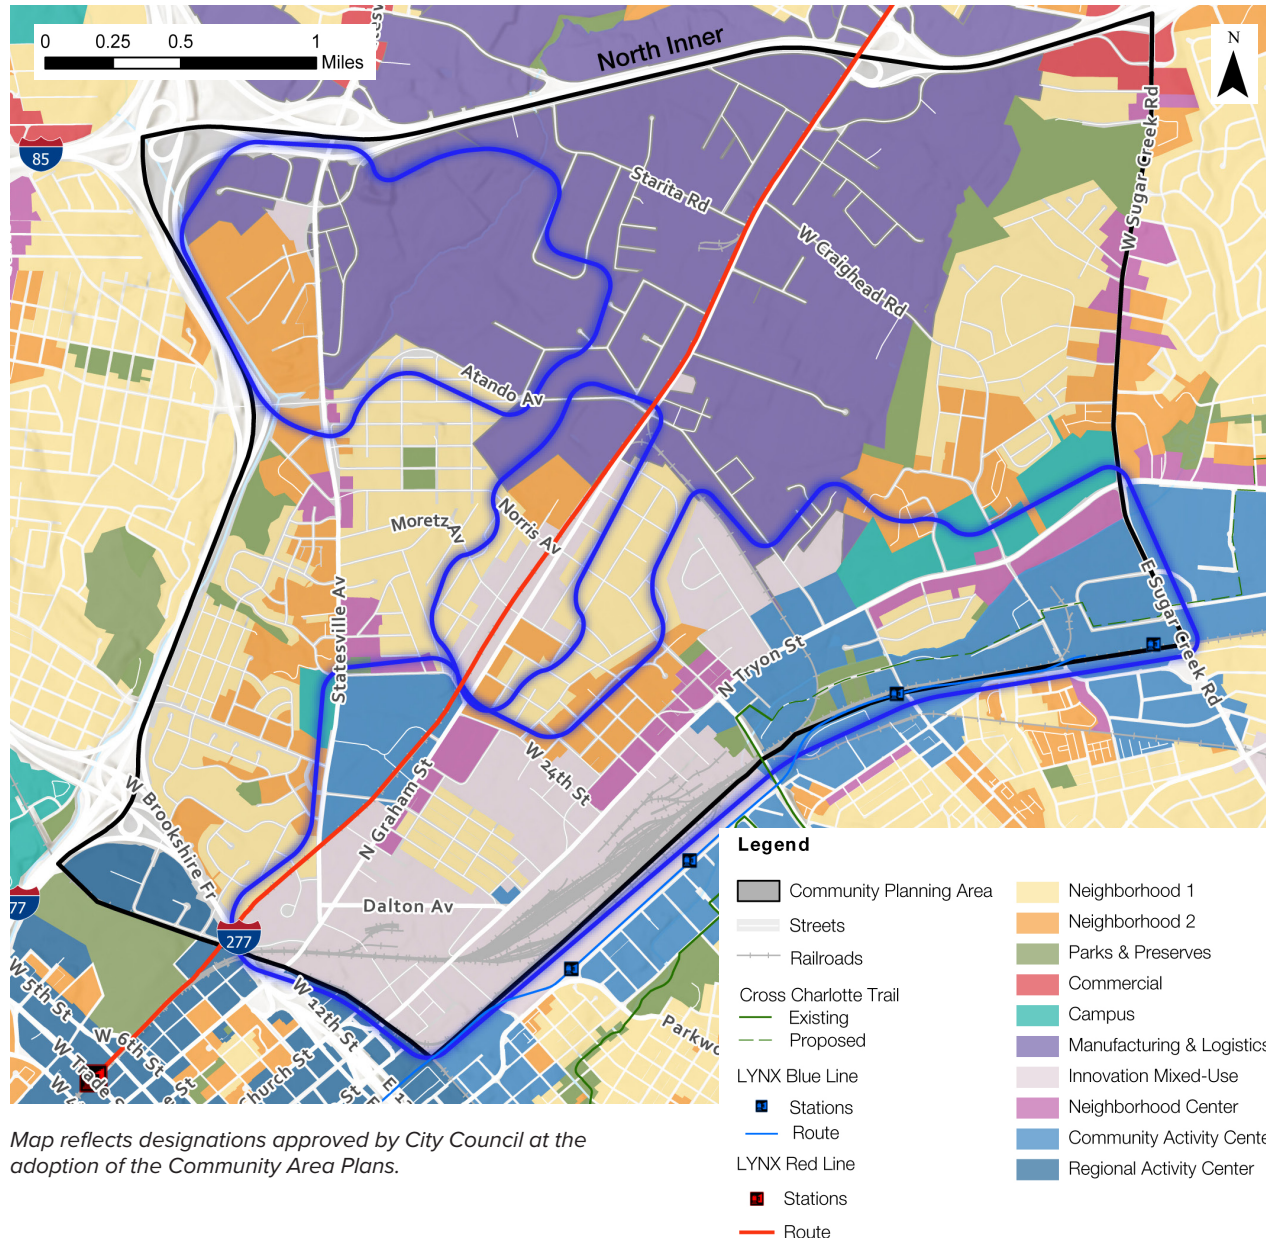 0 0.25 0.5 1
Miles
North Inner
N
85
Starita Rd
W Craighead Rd
W Sugar Creek Rd
Atando Av
Moretz Av
Norris Av
Statesville Av
E Sugar Creek Rd
N Tryon St
W 24th St
N Graham St
W Brookshire Fr
Dalton Av
77
277
W 5th St
W 6th St
W Trade S
W 12th St
Church St
St
St
Parkwo
Legend
Community Planning Area
Streets
Railroads
Cross Charlotte Trail
Existing
Proposed
LYNX Blue Line
Stations
Route
LYNX Red Line
Stations
Route
Neighborhood 1
Neighborhood 2
Parks & Preserves
Commercial
Campus
Manufacturing & Logistics
Innovation Mixed-Use
Neighborhood Center
Community Activity Cente
Regional Activity Center
Map reflects designations approved by City Council at the
adoption of the Community Area Plans.